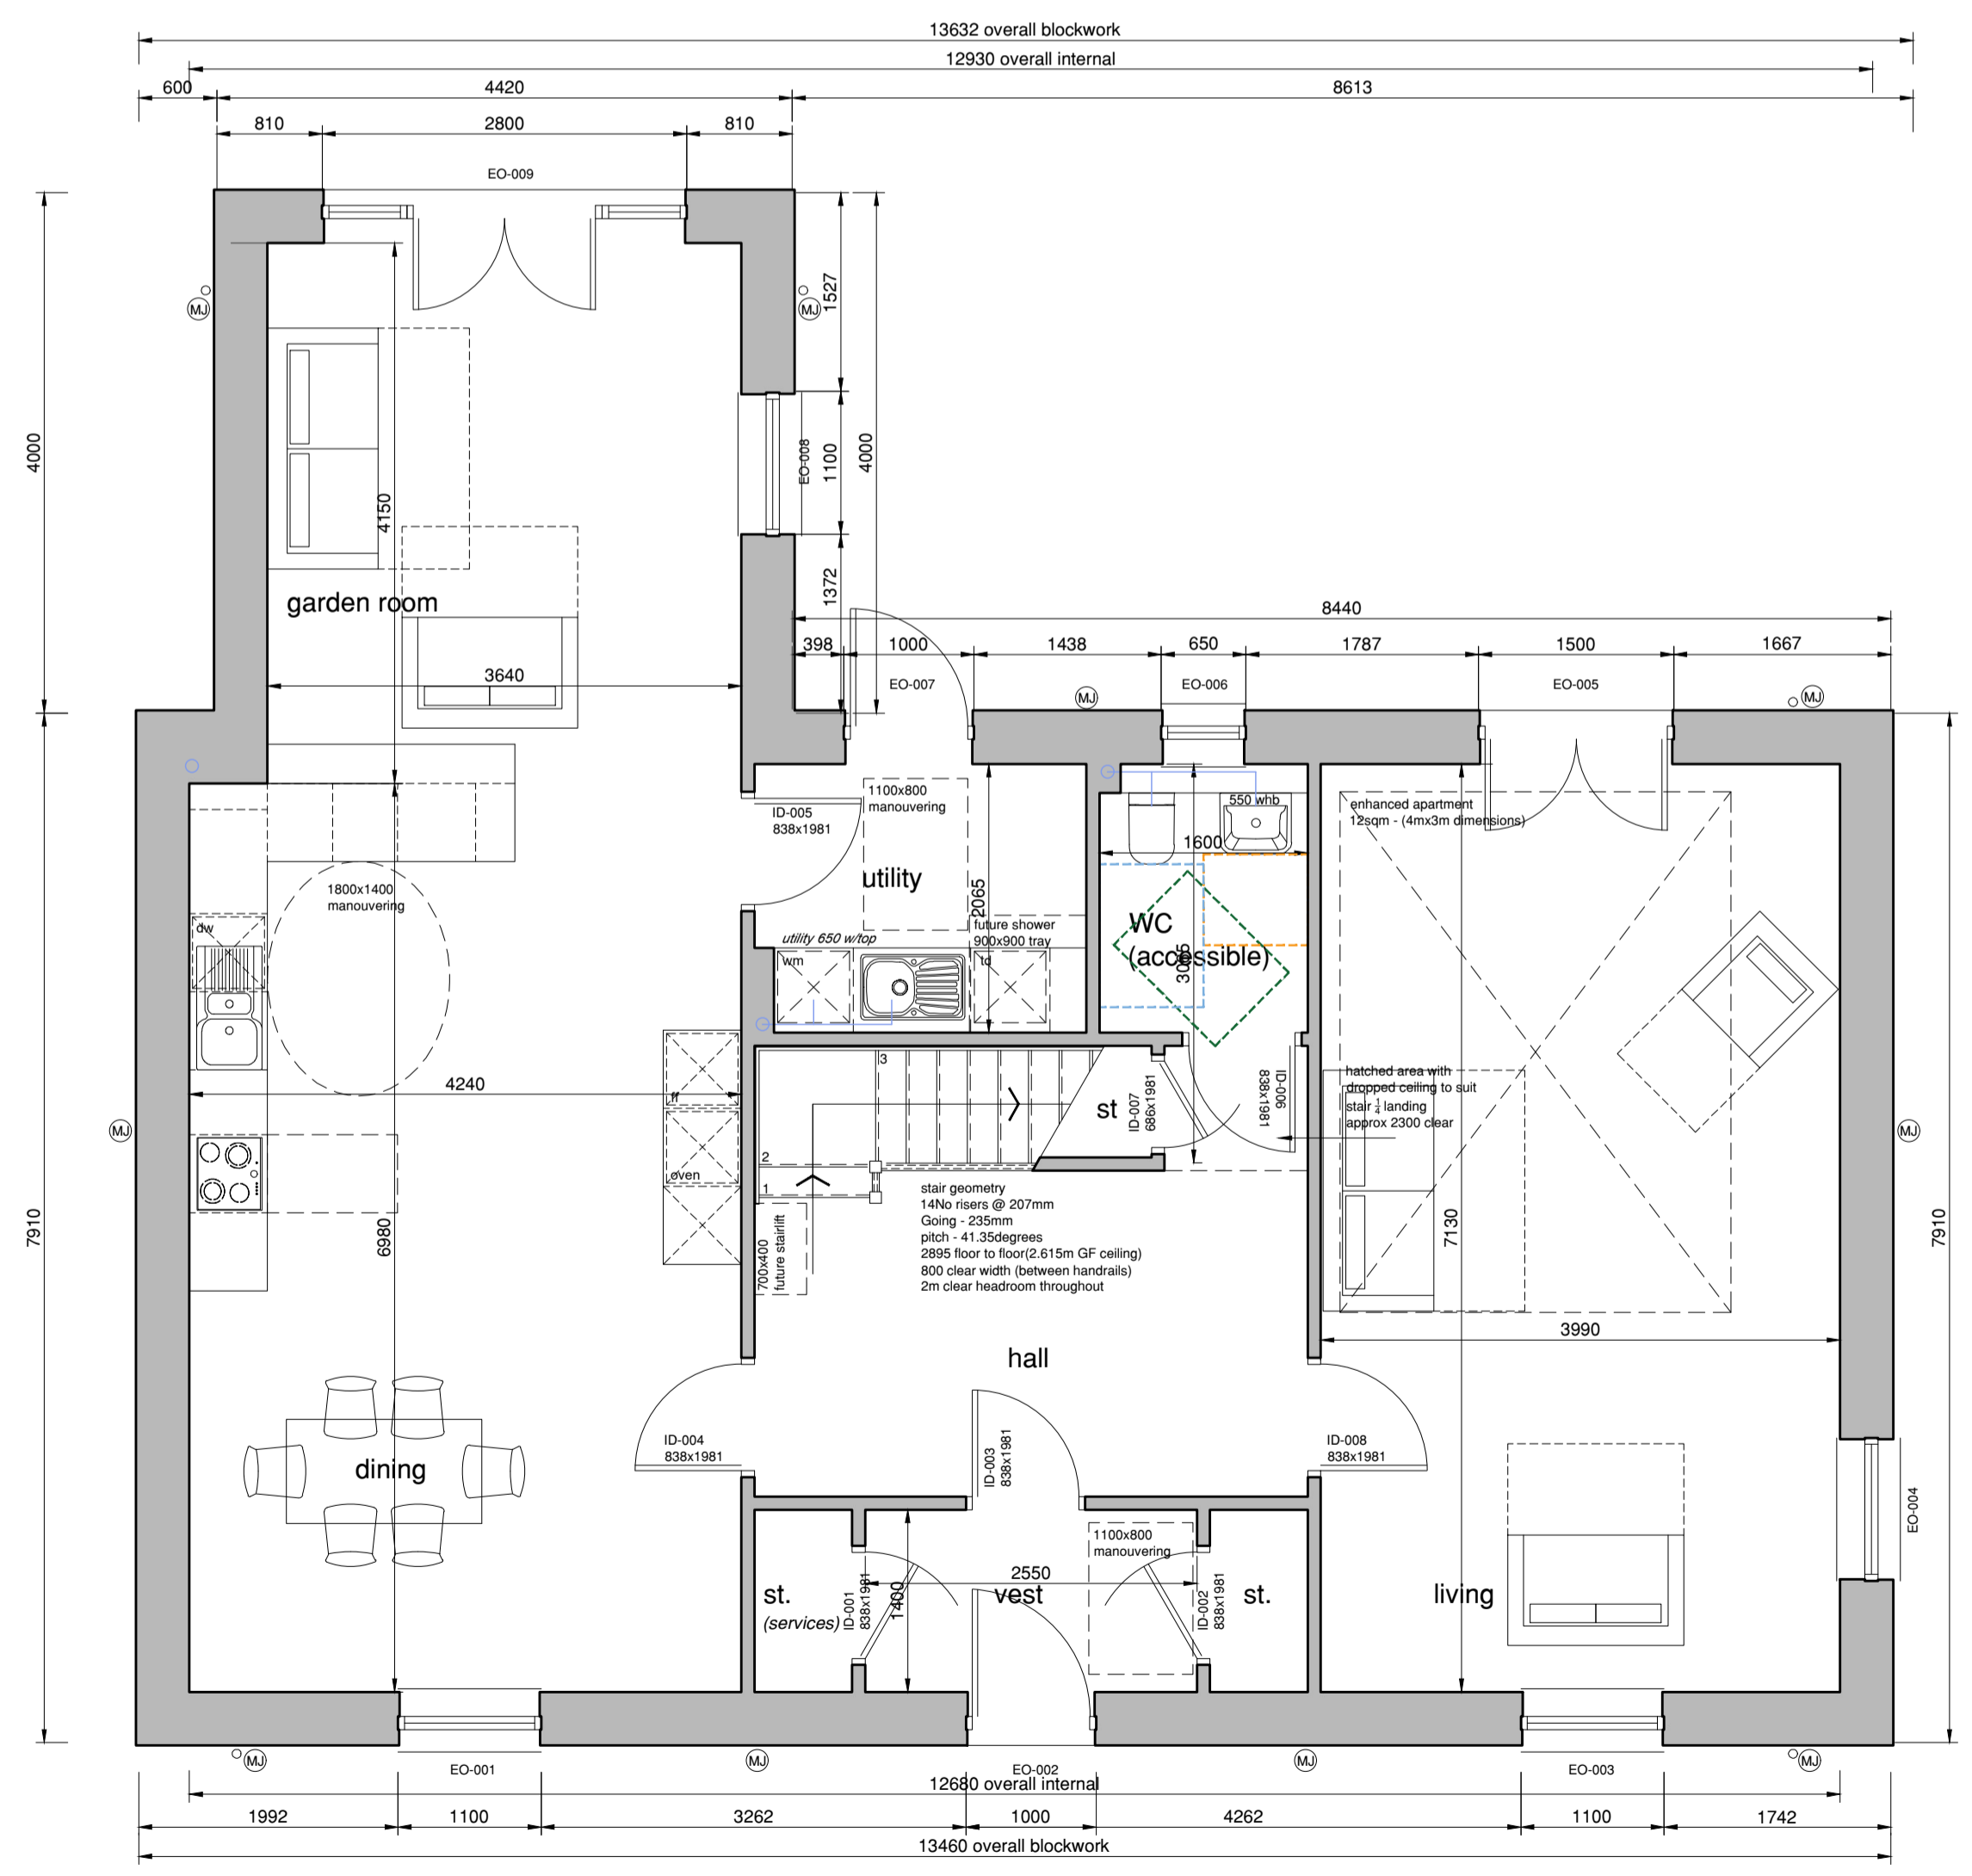 13632 overall blockwork
12930 overall internal
600 4420 8613
810 2800 810
EO-009
MJ MJ
1527
4000 EO-008 1100 4000
4150
1372
garden room
8440
398 1000 1438 650 1787 1500 1667
3640
EO-007 MJ EO-006 EO-005 MJ
1100x800
manouvering
ID-005
838x1981
550 whb
enhanced apartment
12sqm - (4mx3m dimensions)
1600
utility
1800x1400
manouvering
2065
dw
utility 650 w/top
future shower
900x900 tray
WC
(accessible)
wm td
4240
ff
3
st
ID-007
686x1981
ID-006
838x1981
hatched area with
dropped ceiling to suit
stair ¼ landing
approx 2300 clear
MJ MJ
oven
2
1
stair geometry
14No risers @ 207mm
Going - 235mm
pitch - 41.35degrees
2895 floor to floor(2.615m GF ceiling)
800 clear width (between handrails)
2m clear headroom throughout
700x400
future stairlift
7910 6980 7130 7910
3990
hall
ID-004
838x1981
ID-003
838x1981
ID-008
838x1981
dining
EO-004
1100x800
manouvering
2550
st.
(services)
ID-001
838x1981
1400
vest
ID-002
838x1981
st.
living
MJ MJ MJ MJ
EO-001 EO-002 EO-003
12680 overall internal
1992 1100 3262 1000 4262 1100 1742
13460 overall blockwork